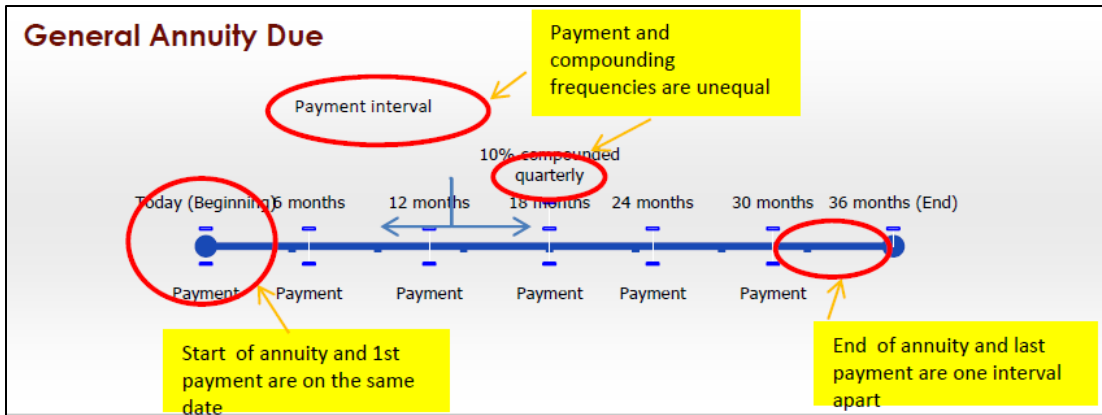 General Annuity Due
Payment and
compounding
frequencies are unequal
Payment interval
10% compounded
quarterly
Today (Beginning) 6 months 12 months 18 months 24 months 30 months 36 months (End)
Payment Payment Payment Payment Payment Payment
Start of annuity and 1st
payment are on the same
date
End of annuity and last
payment are one interval
apart